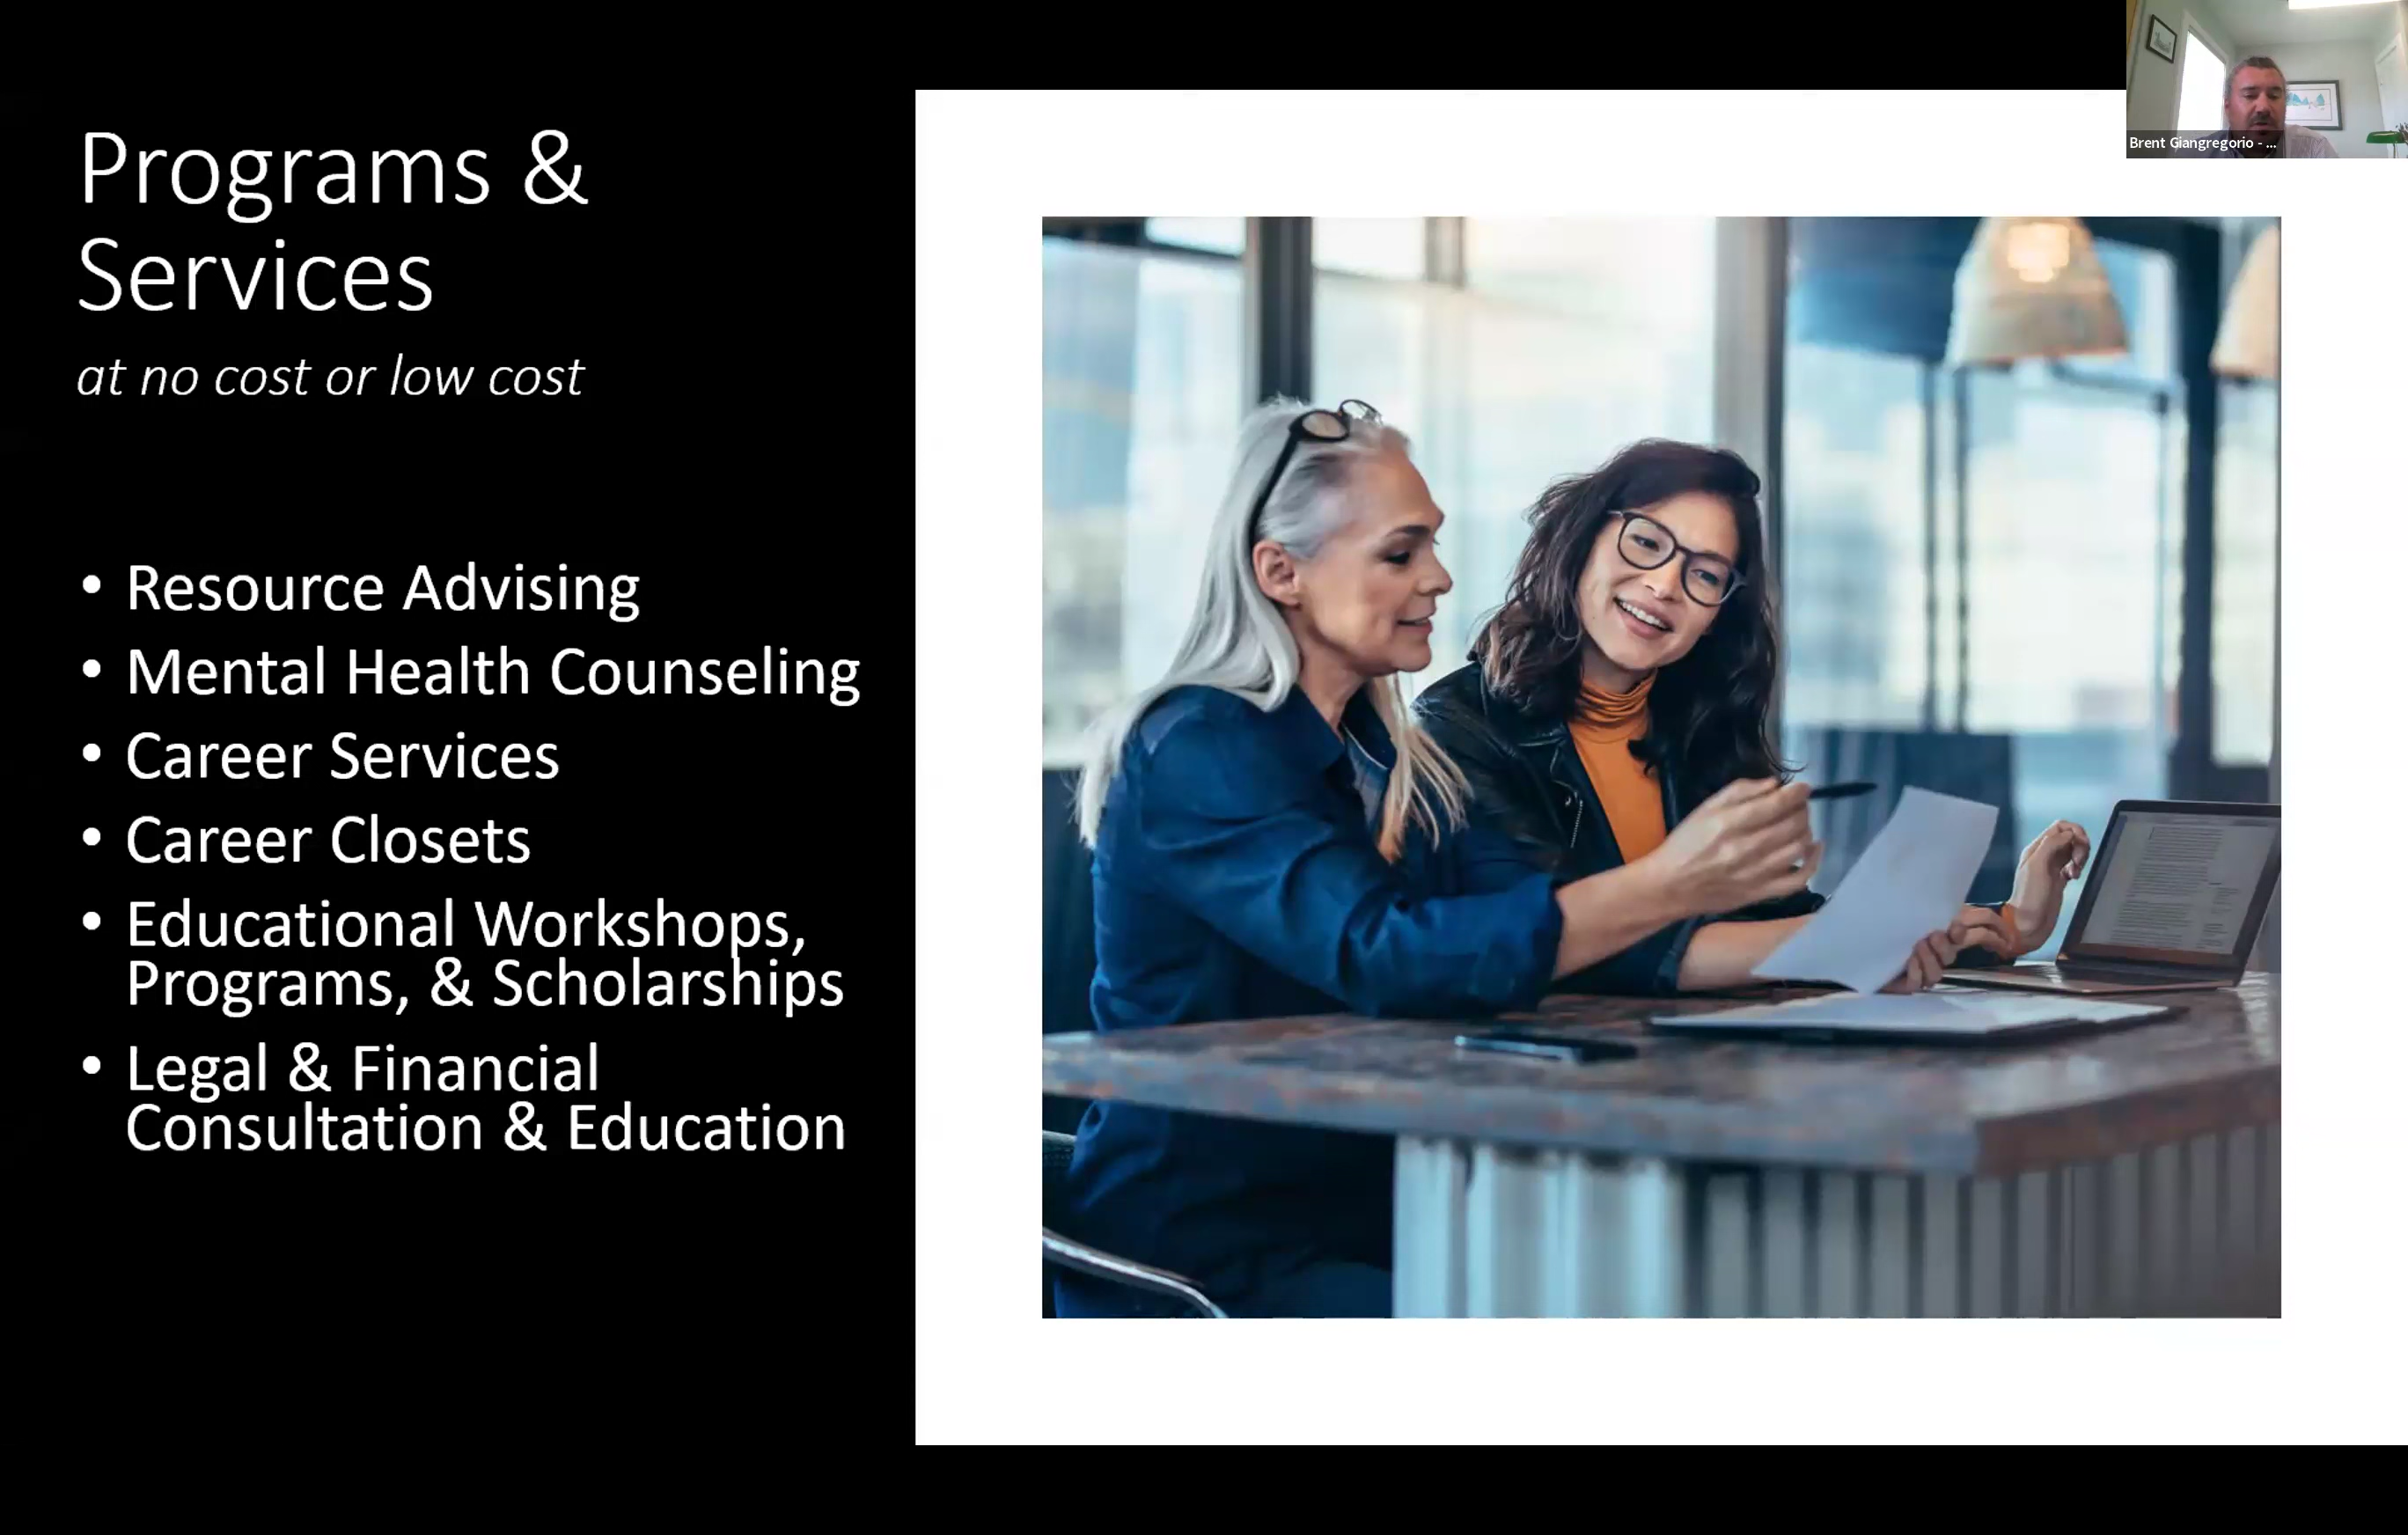 Programs &
Services
at no cost or low cost
• Resource Advising
• Mental Health Counseling
• Career Services
• Career Closets
• Educational Workshops,
Programs, & Scholarships
• Legal & Financial
Consultation & Education
Brent Giangregorio - ...